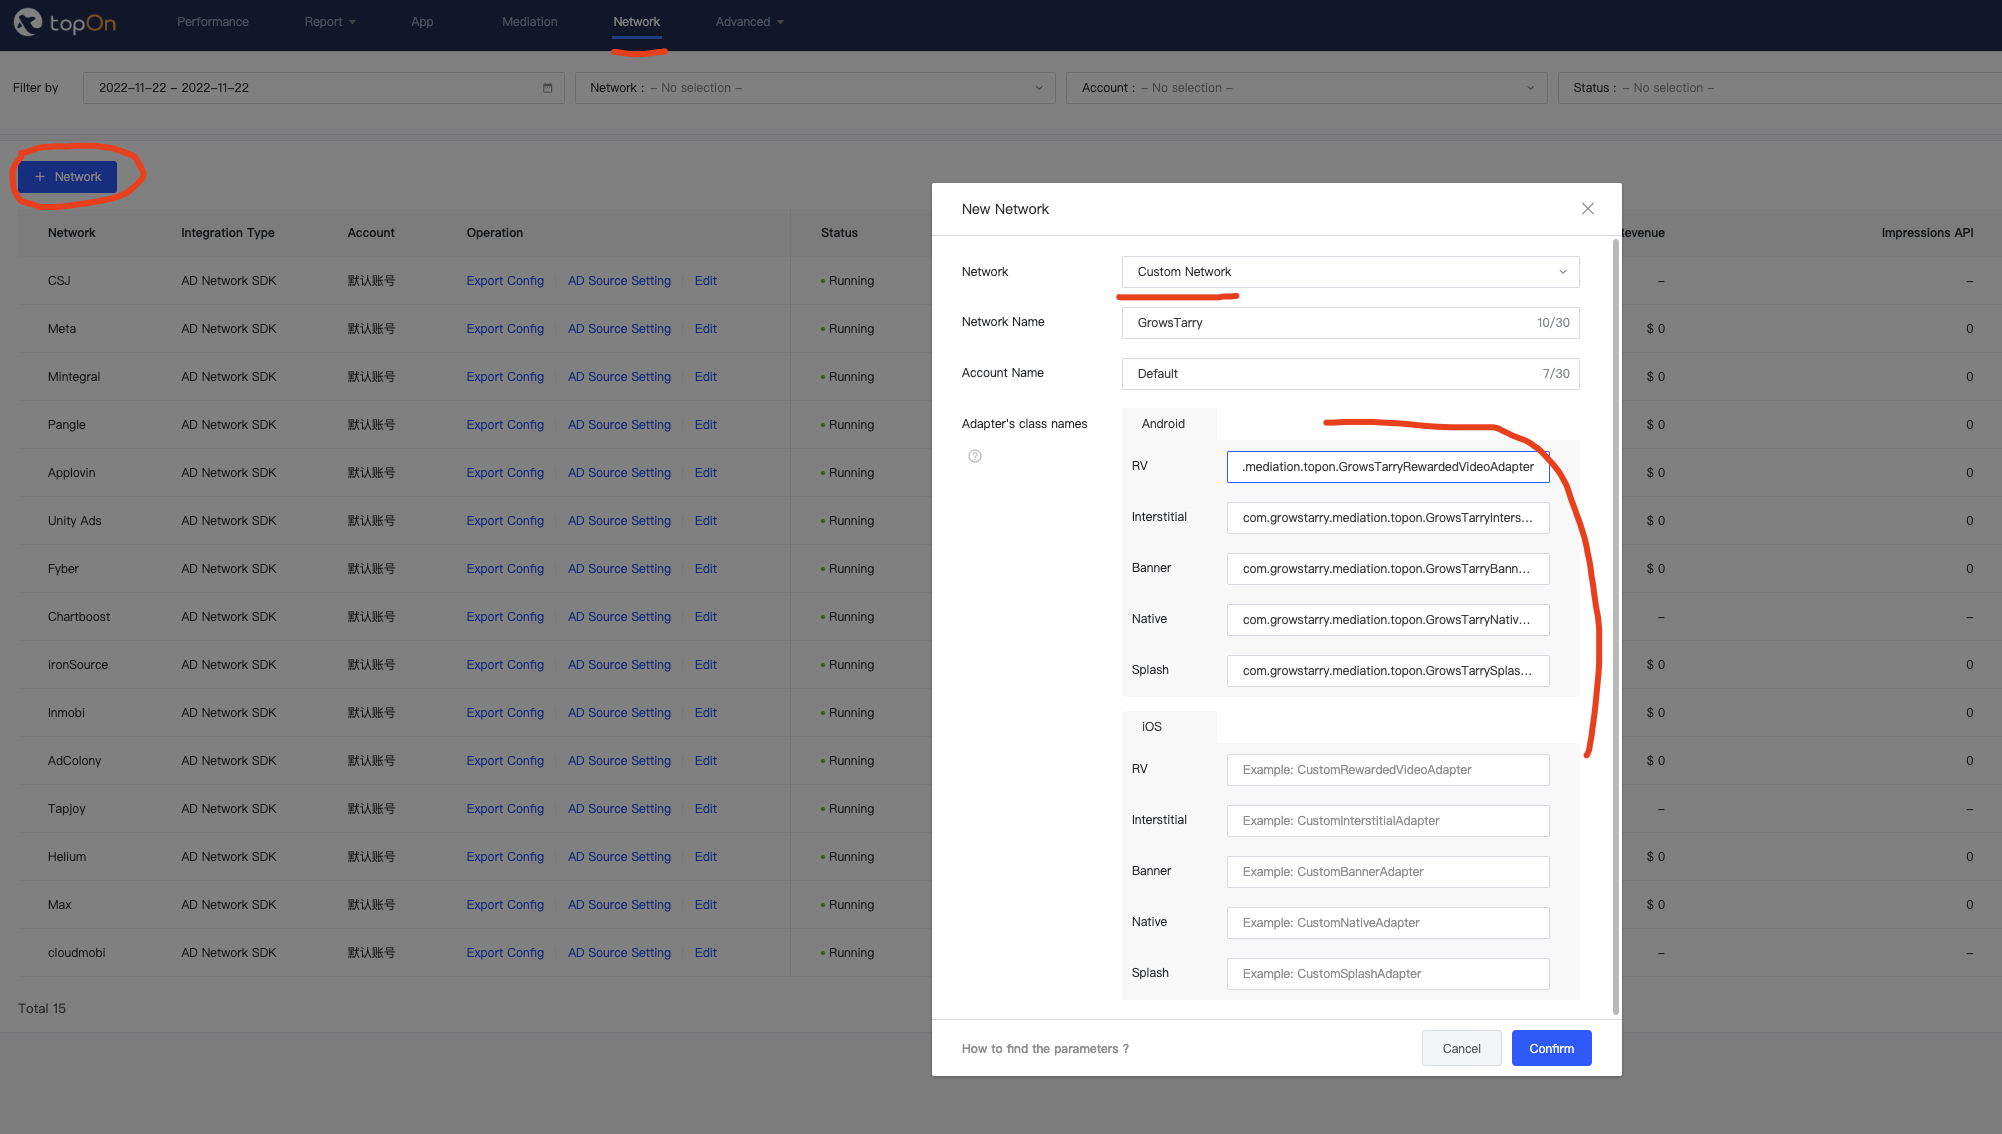 topOn
Performance
Report
App
Mediation
Network
Advanced
Filter by
2022-11-22 - 2022-11-22
Network : - No selection -
Account : - No selection -
Status : - No selection -
+ Network
Network Integration Type Account Operation Status Revenue Impressions API
CSJ AD Network SDK 默认账号 Export Config AD Source Setting Edit Running - -
Meta AD Network SDK 默认账号 Export Config AD Source Setting Edit Running $ 0 0
Mintegral AD Network SDK 默认账号 Export Config AD Source Setting Edit Running $ 0 0
Pangle AD Network SDK 默认账号 Export Config AD Source Setting Edit Running $ 0 0
Applovin AD Network SDK 默认账号 Export Config AD Source Setting Edit Running $ 0 0
Unity Ads AD Network SDK 默认账号 Export Config AD Source Setting Edit Running $ 0 0
Fyber AD Network SDK 默认账号 Export Config AD Source Setting Edit Running $ 0 0
Chartboost AD Network SDK 默认账号 Export Config AD Source Setting Edit Running - -
ironSource AD Network SDK 默认账号 Export Config AD Source Setting Edit Running $ 0 0
Inmobi AD Network SDK 默认账号 Export Config AD Source Setting Edit Running $ 0 0
AdColony AD Network SDK 默认账号 Export Config AD Source Setting Edit Running $ 0 0
Tapjoy AD Network SDK 默认账号 Export Config AD Source Setting Edit Running - -
Helium AD Network SDK 默认账号 Export Config AD Source Setting Edit Running $ 0 0
Max AD Network SDK 默认账号 Export Config AD Source Setting Edit Running $ 0 0
cloudmobi AD Network SDK 默认账号 Export Config AD Source Setting Edit Running - -
Total 15
New Network
Network Custom Network
Network Name GrowsTarry 10/30
Account Name Default 7/30
Adapter's class names
Android
RV .mediation.topon.GrowsTarryRewardedVideoAdapter
Interstitial com.growstarry.mediation.topon.GrowsTarryInters...
Banner com.growstarry.mediation.topon.GrowsTarryBann...
Native com.growstarry.mediation.topon.GrowsTarryNativ...
Splash com.growstarry.mediation.topon.GrowsTarrySplas...
iOS
RV Example: CustomRewardedVideoAdapter
Interstitial Example: CustomInterstitialAdapter
Banner Example: CustomBannerAdapter
Native Example: CustomNativeAdapter
Splash Example: CustomSplashAdapter
How to find the parameters ?
Cancel
Confirm